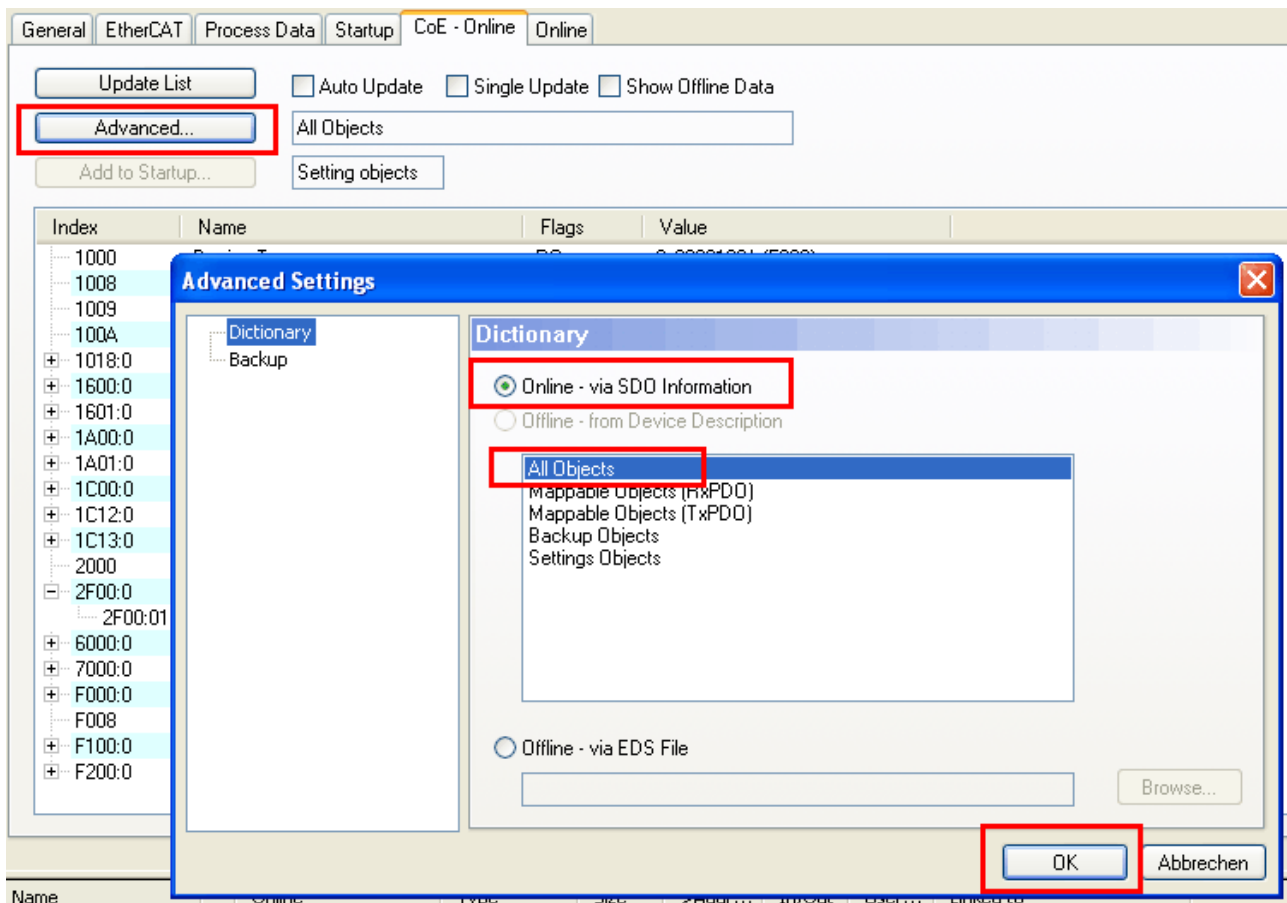 General EtherCAT Process Data Startup CoE - Online Online
Update List Auto Update Single Update Show Offline Data
Advanced... All Objects
Add to Startup... Setting objects
Index Name Flags Value
1000
1008
1009
100A
1018:0
1600:0
1601:0
1A00:0
1A01:0
1C00:0
1C12:0
1C13:0
2000
2F00:0
2F00:01
6000:0
7000:0
F000:0
F008
F100:0
F200:0
Advanced Settings
Dictionary
Backup
Dictionary
Online - via SDO Information
Offline - from Device Description
All Objects
Mappable Objects (RxPDO)
Mappable Objects (TxPDO)
Backup Objects
Settings Objects
Offline - via EDS File
Browse...
OK Abbrechen
Name Online Type Size